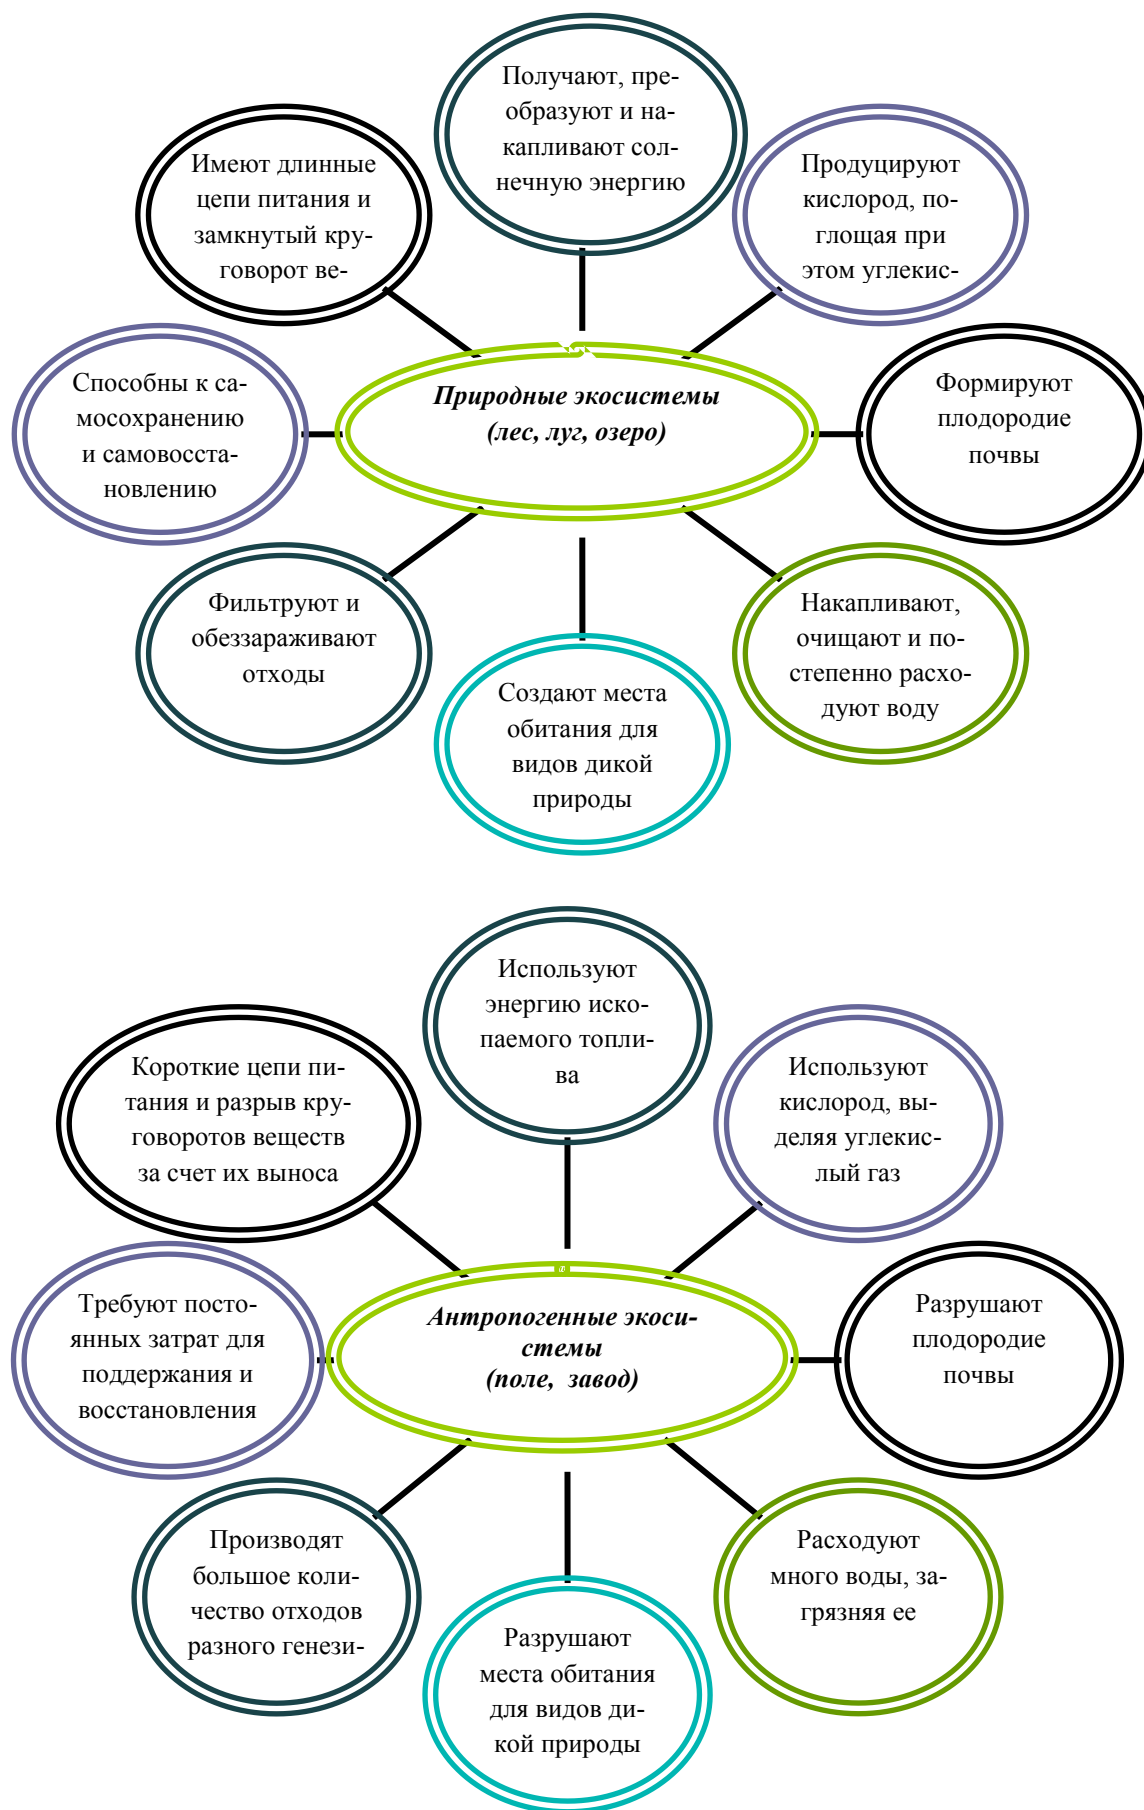 Получают, пре-
образуют и на-
капливают сол-
нечную энергию
Имеют длинные
цепи питания и
замкнутый кру-
говорот ве-
Продуцируют
кислород, по-
глощая при
этом углекис-
Способны к са-
мосохранению
и самовосста-
новлению
Природные экосистемы
(лес, луг, озеро)
Формируют
плодородие
почвы
Фильтруют и
обеззараживают
отходы
Накапливают,
очищают и по-
степенно расхо-
дуют воду
Создают места
обитания для
видов дикой
природы
Используют
энергию иско-
паемого топли-
ва
Короткие цепи пи-
тания и разрыв кру-
говоротов веществ
за счет их выноса
Используют
кислород, вы-
деляя углекис-
лый газ
Требуют посто-
янных затрат для
поддержания и
восстановления
Антропогенные экоси-
стемы
(поле, завод)
Разрушают
плодородие
почвы
Производят
большое коли-
чество отходов
разного генези-
Расходуют
много воды, за-
грязняя ее
Разрушают
места обитания
для видов ди-
кой природы